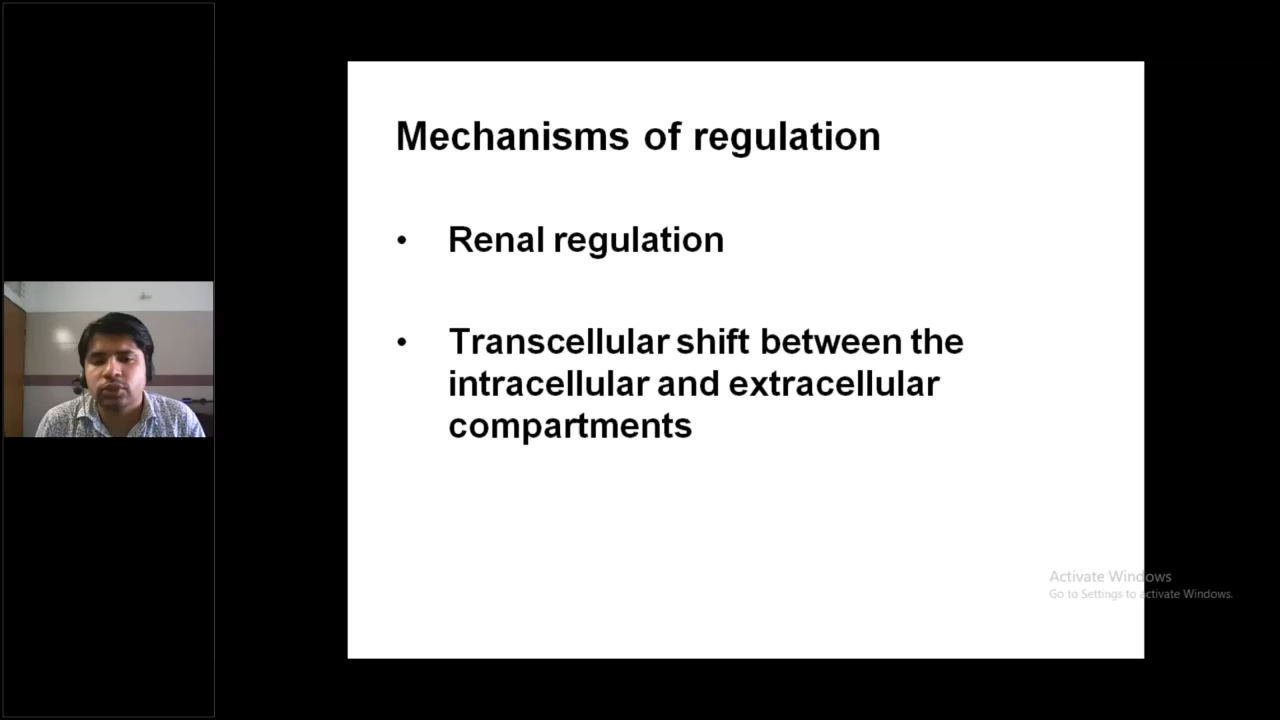 Mechanisms of regulation
• Renal regulation
• Transcellular shift between the
intracellular and extracellular
compartments
Activate Windows
Go to Settings to activate Windows.